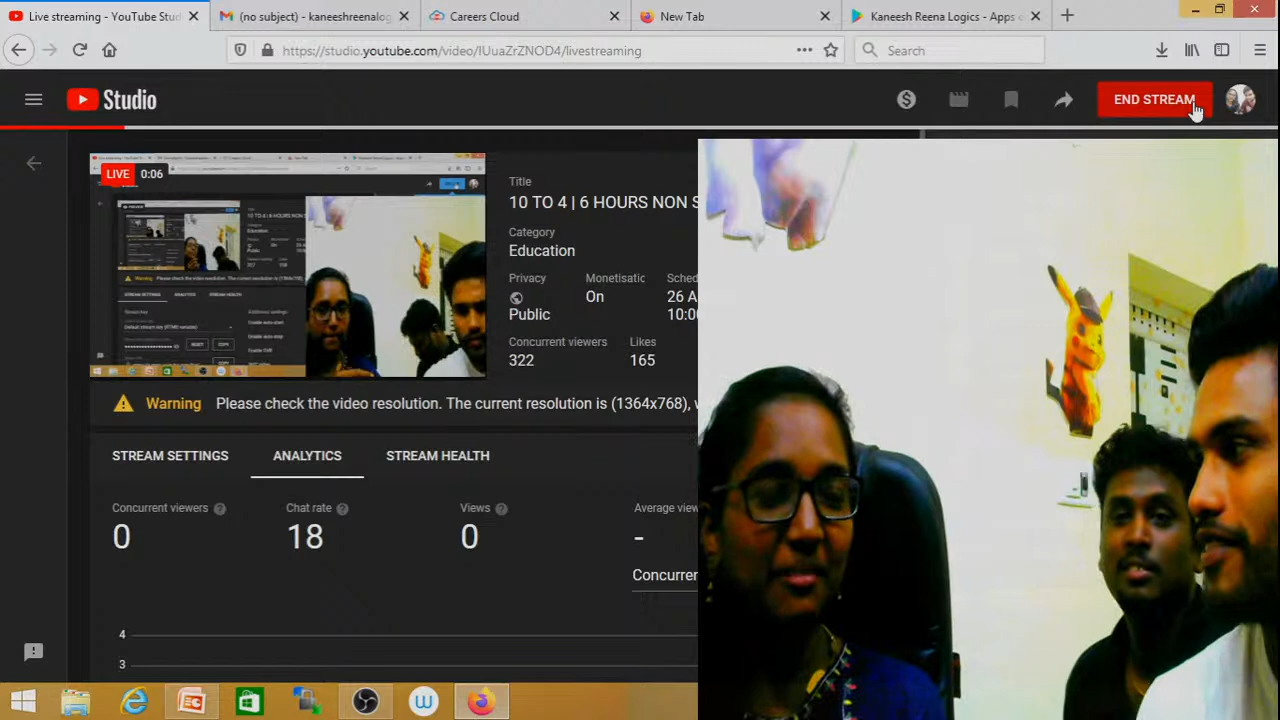 Live streaming - YouTube Stud
(no subject) - kaneeshreenalog
Careers Cloud
New Tab
Kaneesh Reena Logics - Apps o
https://studio.youtube.com/video/IUuaZrZNOD4/livestreaming
Search
Studio
END STREAM
LIVE 0:06
Title
10 TO 4 | 6 HOURS NON S
Category
Education
Privacy
Monetisatic
Sched
Public
On
26 A
10:00
Concurrent viewers
Likes
322
165
Warning Please check the video resolution. The current resolution is (1364x768), w
STREAM SETTINGS
ANALYTICS
STREAM HEALTH
Concurrent viewers
Chat rate
Views
Average view
0
18
0
-
Concurren
4
3